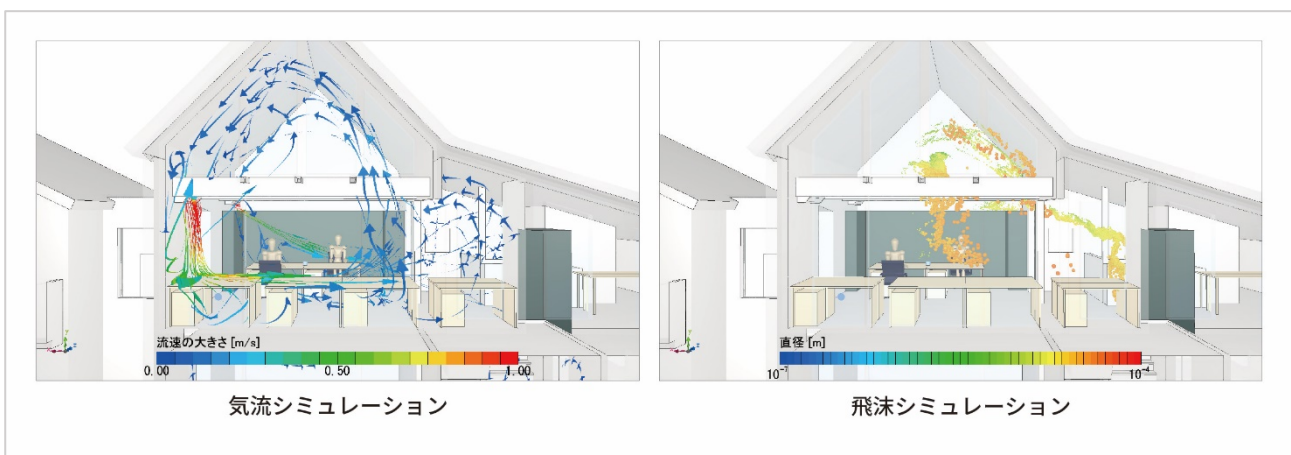 流速の大きさ[m/s]
0.00 0.50 1.00
気流シミュレーション
直径[m]
10⁻⁷ 10⁻⁴
飛沫シミュレーション